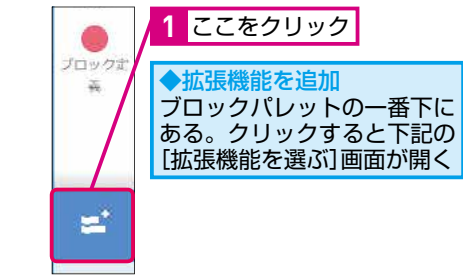 1 ここをクリック
ブロック定
義
◆拡張機能を追加
ブロックパレットの一番下に
ある。クリックすると下記の
[拡張機能を選ぶ]画面が開く